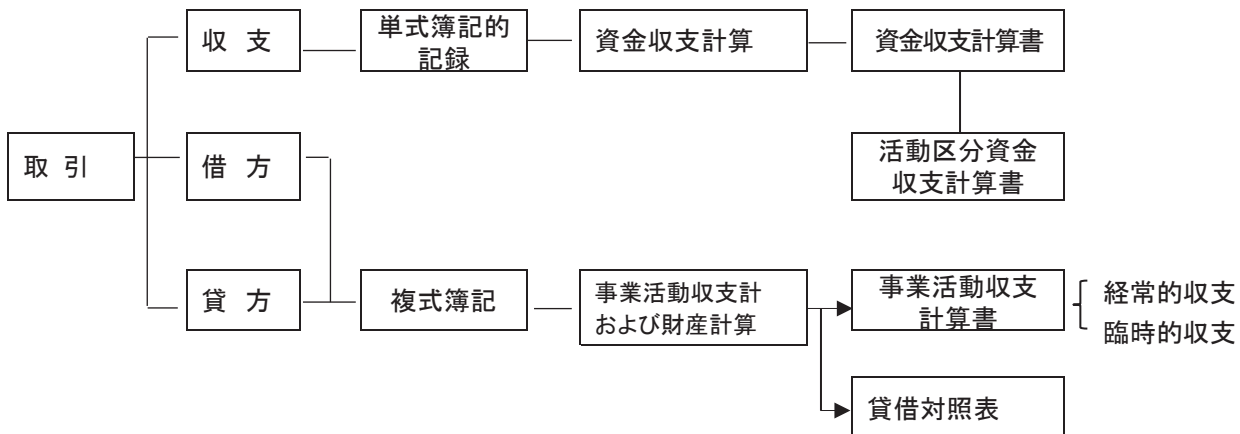 収 支
単式簿記的
記録
資金収支計算
資金収支計算書
取 引
借 方
活動区分資金
収支計算書
貸 方
複式簿記
事業活動収支計
および財産計算
事業活動収支
計算書
経常的収支
臨時的収支
貸借対照表